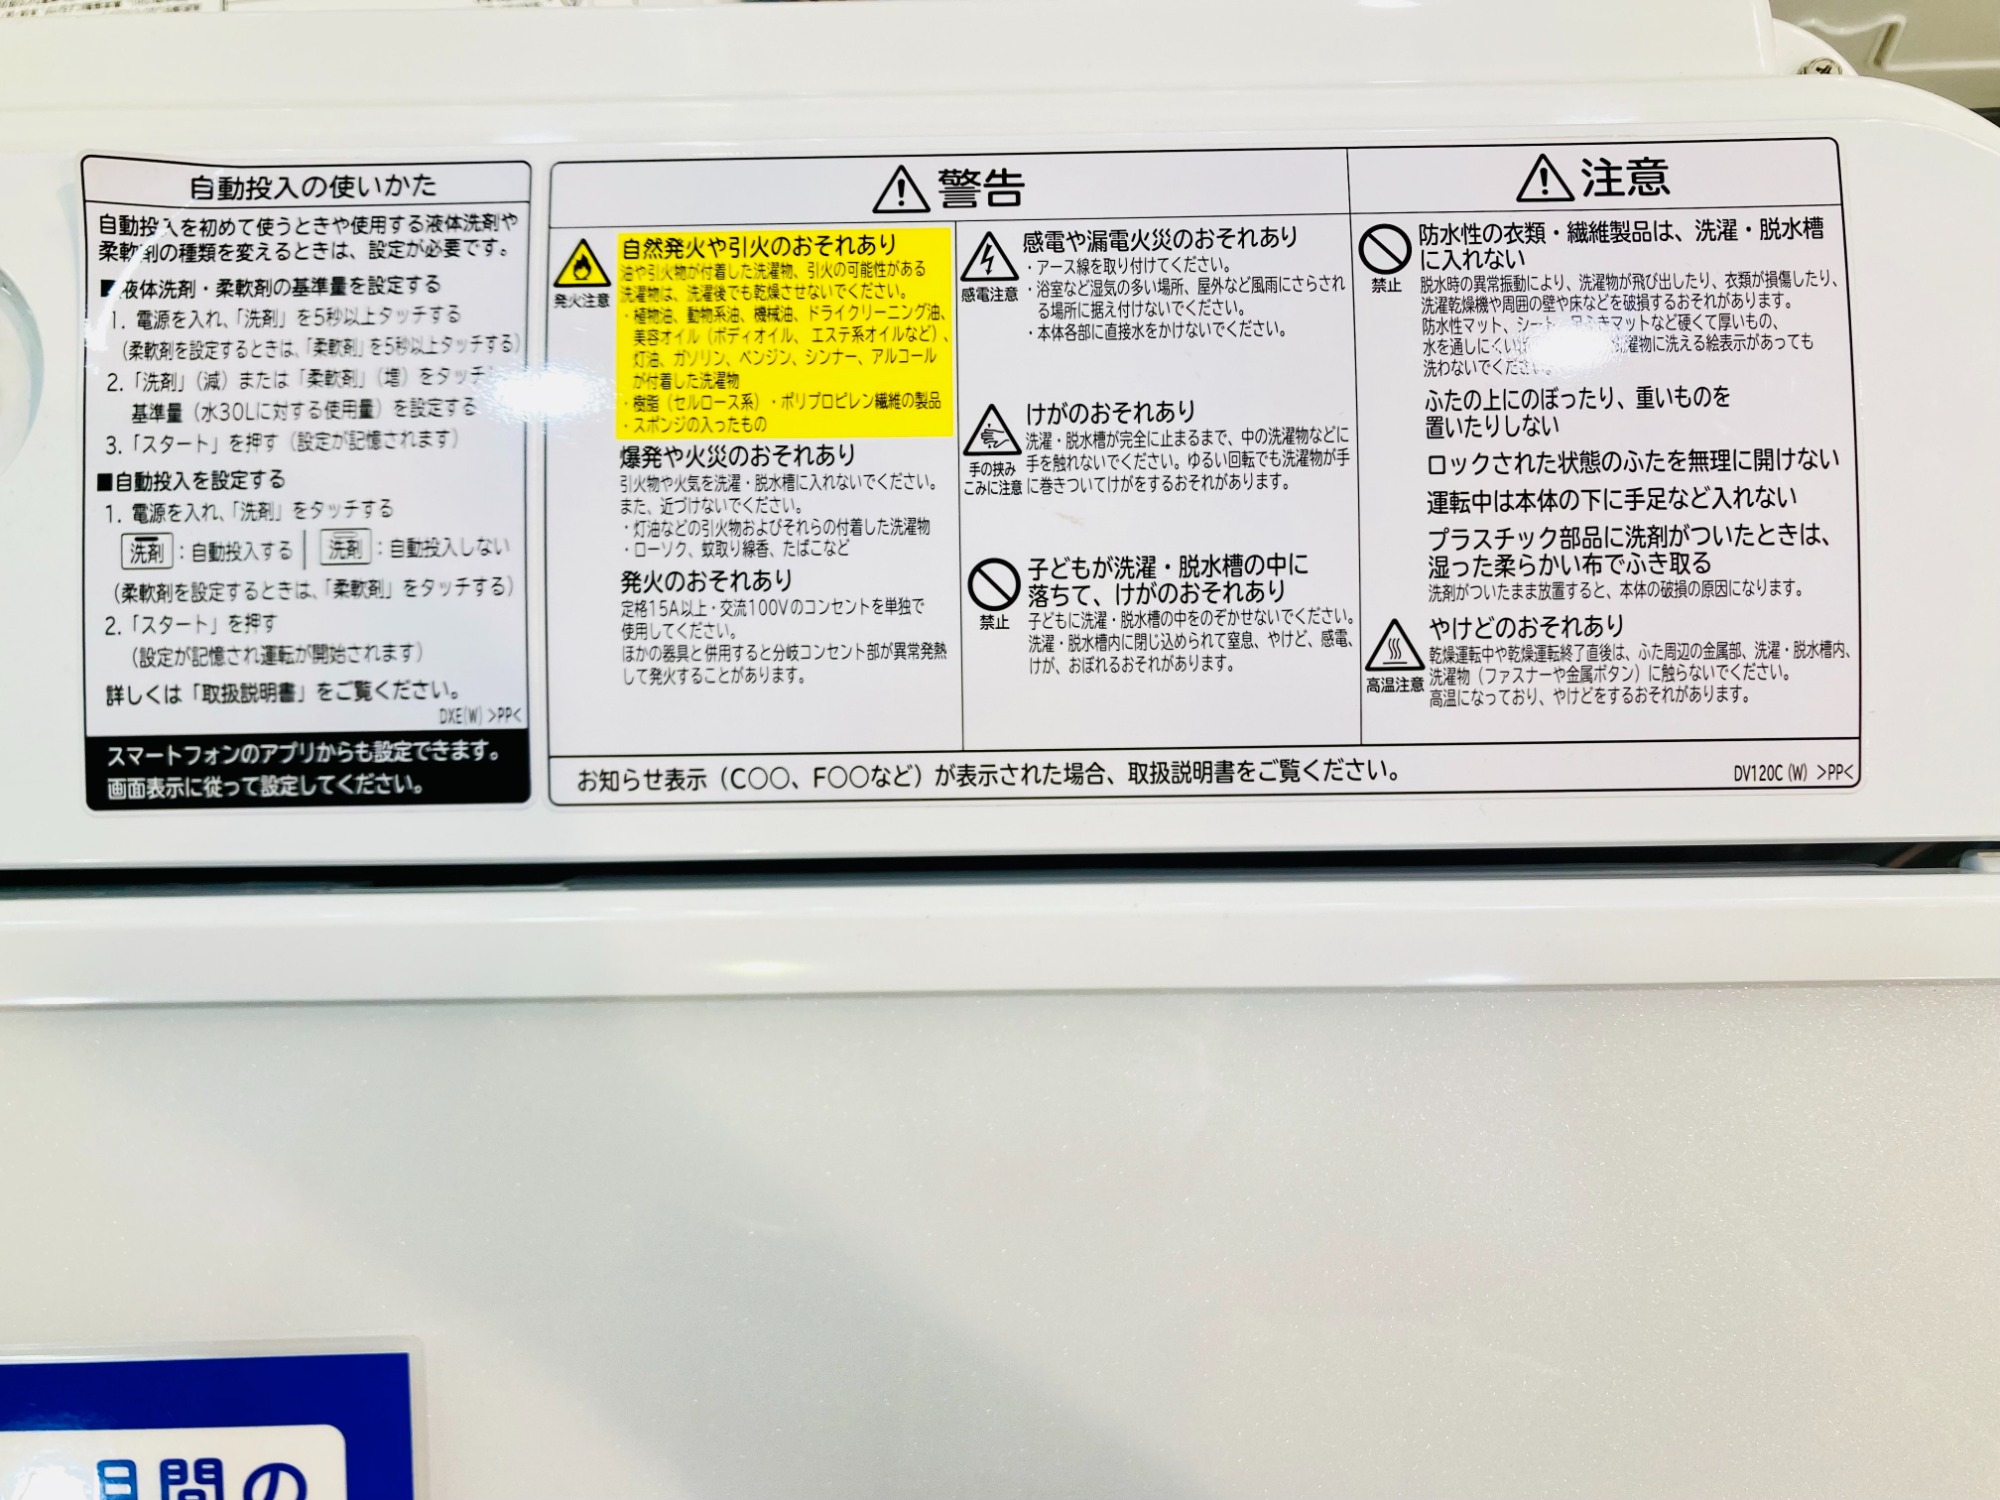 自動投入の使いかた
自動投入を初めて使うときや使用する液体洗剤や
柔軟剤の種類を変えるときは、設定が必要です。
■液体洗剤・柔軟剤の基準量を設定する
1. 電源を入れ、「洗剤」を5秒以上タッチする
(柔軟剤を設定するときは、「柔軟剤」を5秒以上タッチする)
2.「洗剤」(減)または「柔軟剤」(増)をタッチし
基準量(水30Lに対する使用量)を設定する
3.「スタート」を押す(設定が記憶されます)
■自動投入を設定する
1. 電源を入れ、「洗剤」をタッチする
洗剤：自動投入する | 洗剤：自動投入しない
(柔軟剤を設定するときは、「柔軟剤」をタッチする)
2.「スタート」を押す
(設定が記憶され運転が開始されます)
詳しくは「取扱説明書」をご覧ください。
DXE(W) >PP<
スマートフォンのアプリからも設定できます。
画面表示に従って設定してください。
警告
発火注意
自然発火や引火のおそれあり
油や引火物が付着した洗濯物、引火の可能性がある
洗濯物は、洗濯後でも乾燥させないでください。
・植物油、動物系油、機械油、ドライクリーニング油、
美容オイル(ボディオイル、エステ系オイルなど)、
灯油、ガソリン、ベンジン、シンナー、アルコール
が付着した洗濯物
・樹脂(セルロース系)・ポリプロピレン繊維の製品
・スポンジの入ったもの
爆発や火災のおそれあり
引火物や火気を洗濯・脱水槽に入れないでください。
また、近づけないでください。
・灯油などの引火物およびそれらの付着した洗濯物
・ローソク、蚊取り線香、たばこなど
発火のおそれあり
定格15A以上・交流100Vのコンセントを単独で
使用してください。
ほかの器具と併用すると分岐コンセント部が異常発熱
して発火することがあります。
感電注意
感電や漏電火災のおそれあり
・アース線を取り付けてください。
・浴室など湿気の多い場所、屋外など風雨にさらされ
る場所に据え付けないでください。
・本体各部に直接水をかけないでください。
手の挟み
こみに注意
けがのおそれあり
洗濯・脱水槽が完全に止まるまで、中の洗濯物などに
手を触れないでください。ゆるい回転でも洗濯物が手
に巻きついてけがをするおそれがあります。
禁止
子どもが洗濯・脱水槽の中に
落ちて、けがのおそれあり
子どもに洗濯・脱水槽の中をのぞかせないでください。
洗濯・脱水槽内に閉じ込められて窒息、やけど、感電、
けが、おぼれるおそれがあります。
注意
禁止
防水性の衣類・繊維製品は、洗濯・脱水槽
に入れない
脱水時の異常振動により、洗濯物が飛び出したり、衣類が損傷したり、
洗濯乾燥機や周囲の壁や床などを破損するおそれがあります。
防水性マット、シート、足ふきマットなど硬くて厚いもの、
水を通しにくい 濯物に洗える絵表示があっても
洗わないでください。
ふたの上にのぼったり、重いものを
置いたりしない
ロックされた状態のふたを無理に開けない
運転中は本体の下に手足など入れない
プラスチック部品に洗剤がついたときは、
湿った柔らかい布でふき取る
洗剤がついたまま放置すると、本体の破損の原因になります。
高温注意
やけどのおそれあり
乾燥運転中や乾燥運転終了直後は、ふた周辺の金属部、洗濯・脱水槽内、
洗濯物(ファスナーや金属ボタン)に触らないでください。
高温になっており、やけどをするおそれがあります。
お知らせ表示(C〇〇、F〇〇など)が表示された場合、取扱説明書をご覧ください。
DV120C (W) >PP<
間の